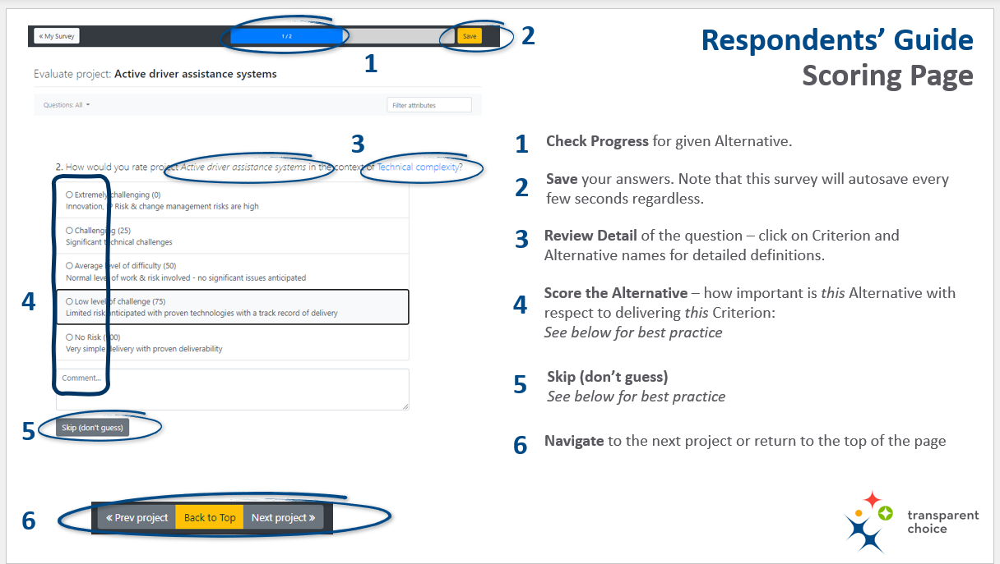 « My Survey
1 / 2
Save
2
1
Evaluate project: Active driver assistance systems
Questions: All
Filter attributes
3
2. How would you rate project Active driver assistance systems in the context of Technical complexity?
Extremely challenging (0)
Innovation, IP Risk & change management risks are high
Challenging (25)
Significant technical challenges
Average level of difficulty (50)
Normal level of work & risk involved - no significant issues anticipated
4
Low level of challenge (75)
Limited risk anticipated with proven technologies with a track record of delivery
No Risk (100)
Very simple delivery with proven deliverability
Comment...
5
Skip (don't guess)
6
« Prev project
Back to Top
Next project »
Respondents’ Guide
Scoring Page
1 Check Progress for given Alternative.
2 Save your answers. Note that this survey will autosave every
few seconds regardless.
3 Review Detail of the question – click on Criterion and
Alternative names for detailed definitions.
4 Score the Alternative – how important is this Alternative with
respect to delivering this Criterion:
See below for best practice
5 Skip (don’t guess)
See below for best practice
6 Navigate to the next project or return to the top of the page
transparent
choice